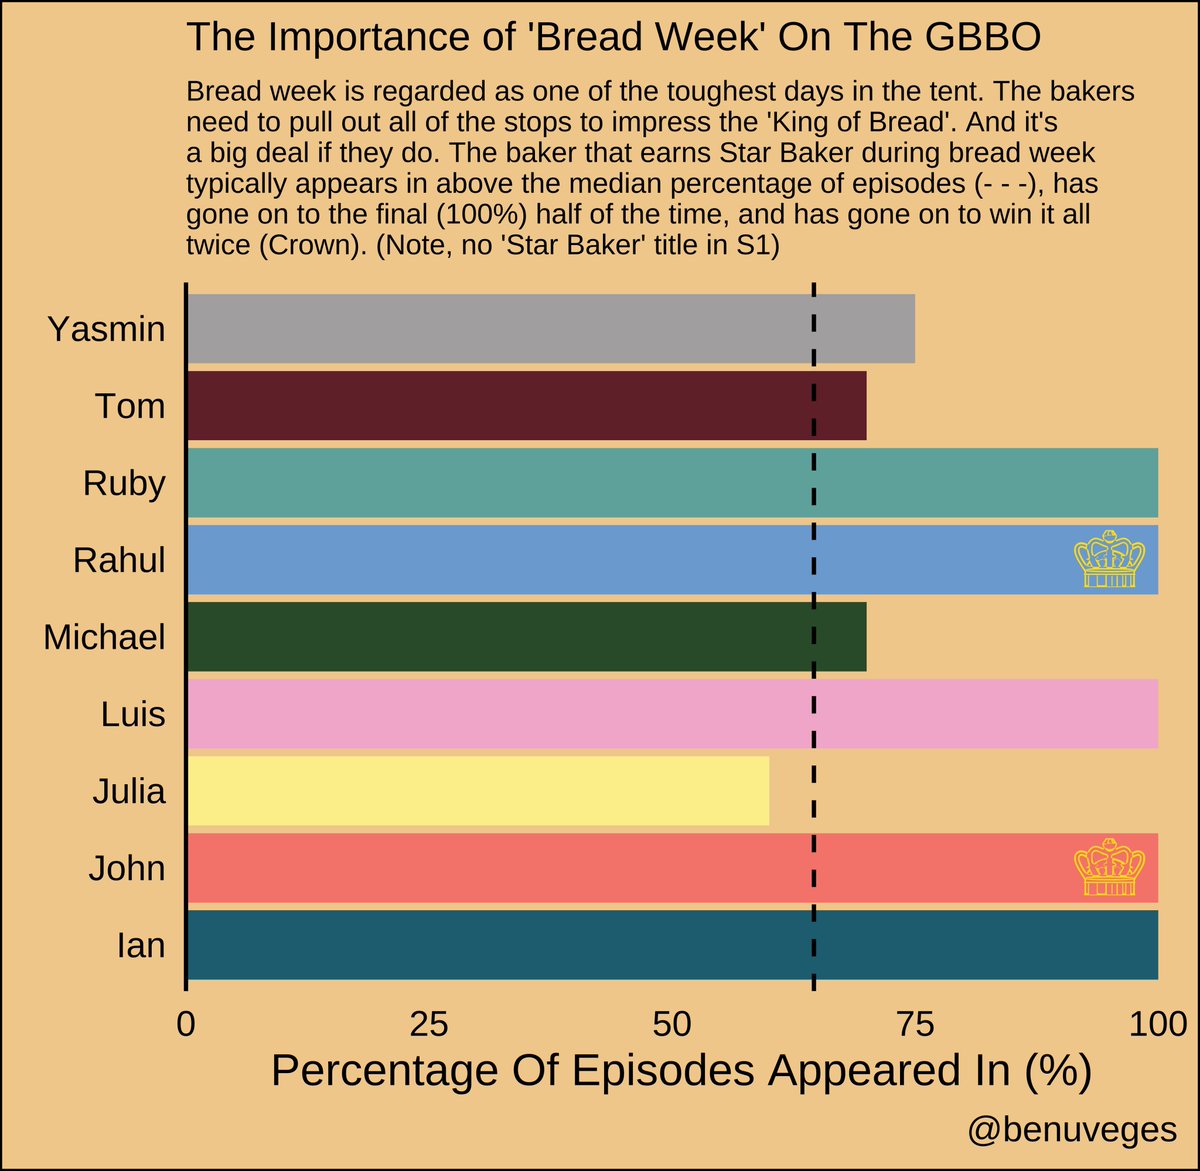 The Importance of 'Bread Week' On The GBBO
Bread week is regarded as one of the toughest days in the tent. The bakers
need to pull out all of the stops to impress the 'King of Bread'. And it's
a big deal if they do. The baker that earns Star Baker during bread week
typically appears in above the median percentage of episodes (- - -), has
gone on to the final (100%) half of the time, and has gone on to win it all
twice (Crown). (Note, no 'Star Baker' title in S1)
Yasmin
Tom
Ruby
Rahul
Michael
Luis
Julia
John
Ian
0 25 50 75 100
Percentage Of Episodes Appeared In (%)
@benuveges